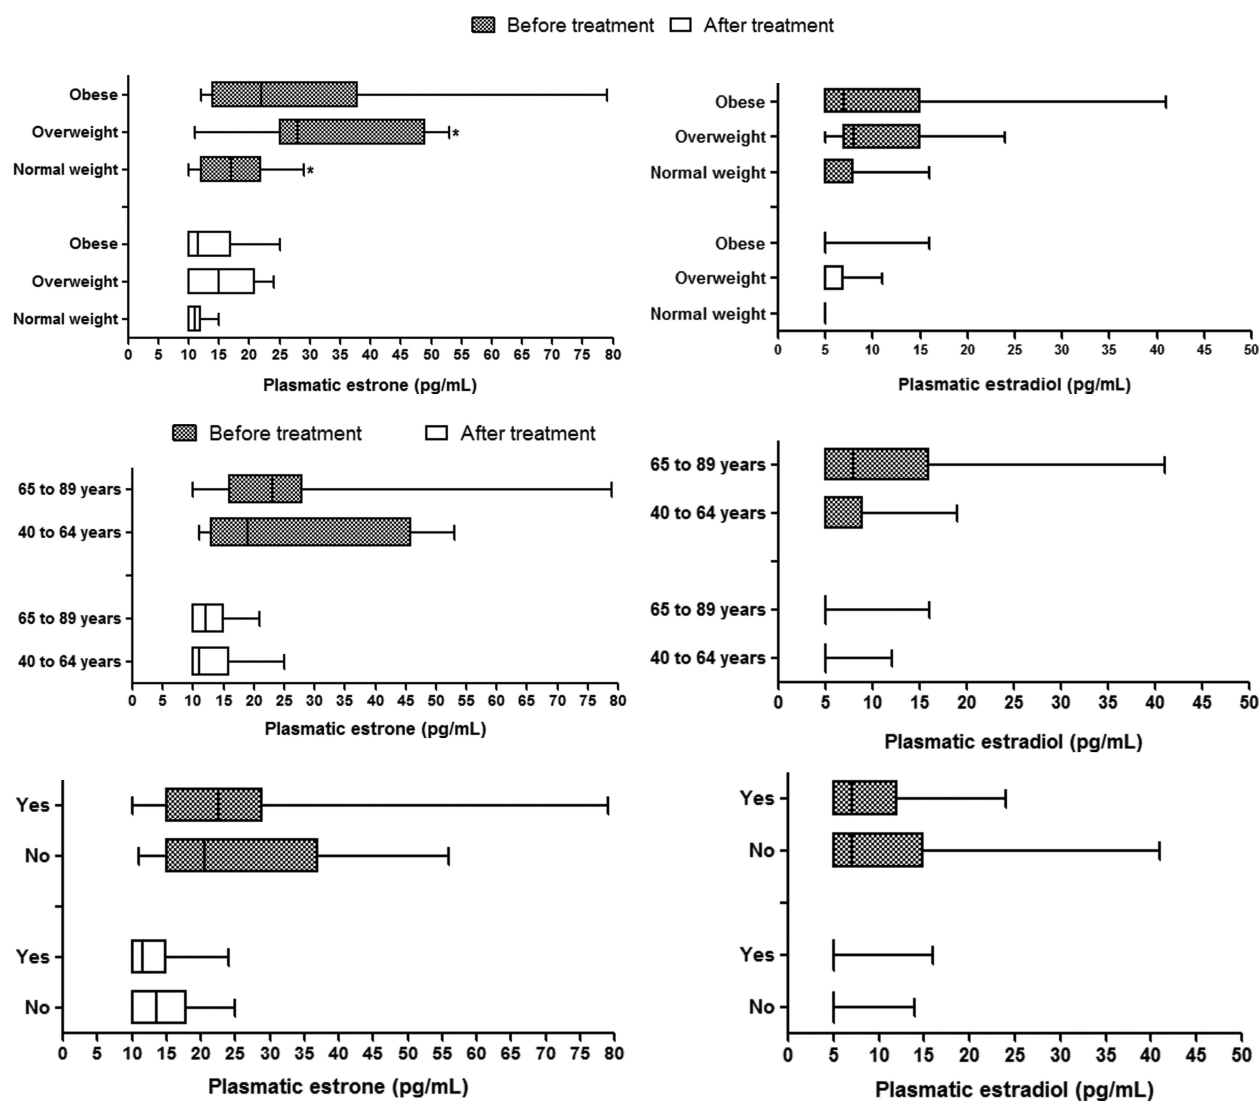 Before treatment After treatment
Obese
Overweight
*
Normal weight
*
Obese
Overweight
Normal weight
0 5 10 15 20 25 30 35 40 45 50 55 60 65 70 75 80
Plasmatic estrone (pg/mL)
Obese
Overweight
Normal weight
Obese
Overweight
Normal weight
0 5 10 15 20 25 30 35 40 45 50
Plasmatic estradiol (pg/mL)
Before treatment After treatment
65 to 89 years
40 to 64 years
65 to 89 years
40 to 64 years
0 5 10 15 20 25 30 35 40 45 50 55 60 65 70 75 80
Plasmatic estrone (pg/mL)
65 to 89 years
40 to 64 years
65 to 89 years
40 to 64 years
0 5 10 15 20 25 30 35 40 45 50
Plasmatic estradiol (pg/mL)
Yes
No
Yes
No
0 5 10 15 20 25 30 35 40 45 50 55 60 65 70 75 80
Plasmatic estrone (pg/mL)
Yes
No
Yes
No
0 5 10 15 20 25 30 35 40 45 50
Plasmatic estradiol (pg/mL)